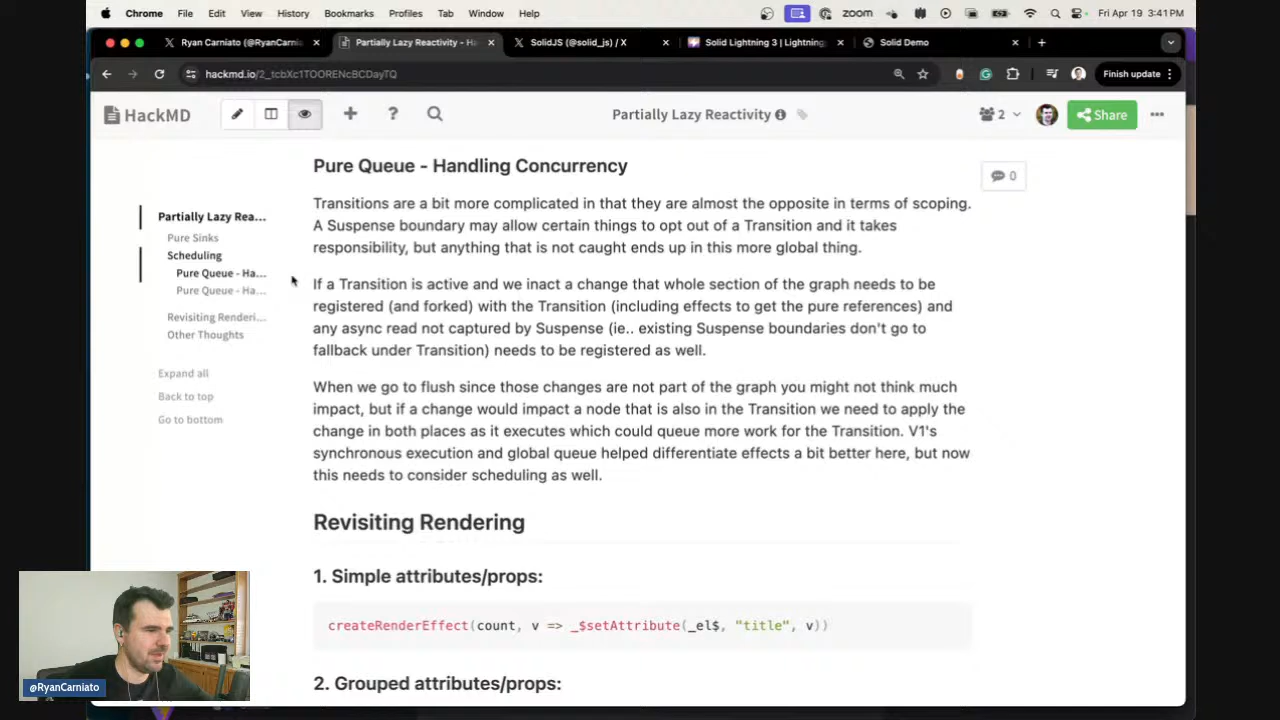 Chrome File Edit View History Bookmarks Profiles Tab Window Help zoom Fri Apr 19 3:41 PM
Ryan Carniato (@RyanCarnia Partially Lazy Reactivity - Ha SolidJS (@solid_js) / X Solid Lightning 3 | Lightning Solid Demo
hackmd.io/2_tcbXc1TOORENcBCDayTQ Finish update
HackMD Partially Lazy Reactivity 2 Share
Pure Queue - Handling Concurrency
0
Transitions are a bit more complicated in that they are almost the opposite in terms of scoping.
A Suspense boundary may allow certain things to opt out of a Transition and it takes
responsibility, but anything that is not caught ends up in this more global thing.
Partially Lazy Rea...
Pure Sinks
Scheduling
Pure Queue - Ha...
Pure Queue - Ha...
Revisiting Renderi...
Other Thoughts
Expand all
Back to top
Go to bottom
If a Transition is active and we inact a change that whole section of the graph needs to be
registered (and forked) with the Transition (including effects to get the pure references) and
any async read not captured by Suspense (ie.. existing Suspense boundaries don't go to
fallback under Transition) needs to be registered as well.
When we go to flush since those changes are not part of the graph you might not think much
impact, but if a change would impact a node that is also in the Transition we need to apply the
change in both places as it executes which could queue more work for the Transition. V1's
synchronous execution and global queue helped differentiate effects a bit better here, but now
this needs to consider scheduling as well.
Revisiting Rendering
1. Simple attributes/props:
createRenderEffect(count, v => _$setAttribute(_el$, "title", v))
2. Grouped attributes/props:
@RyanCarniato